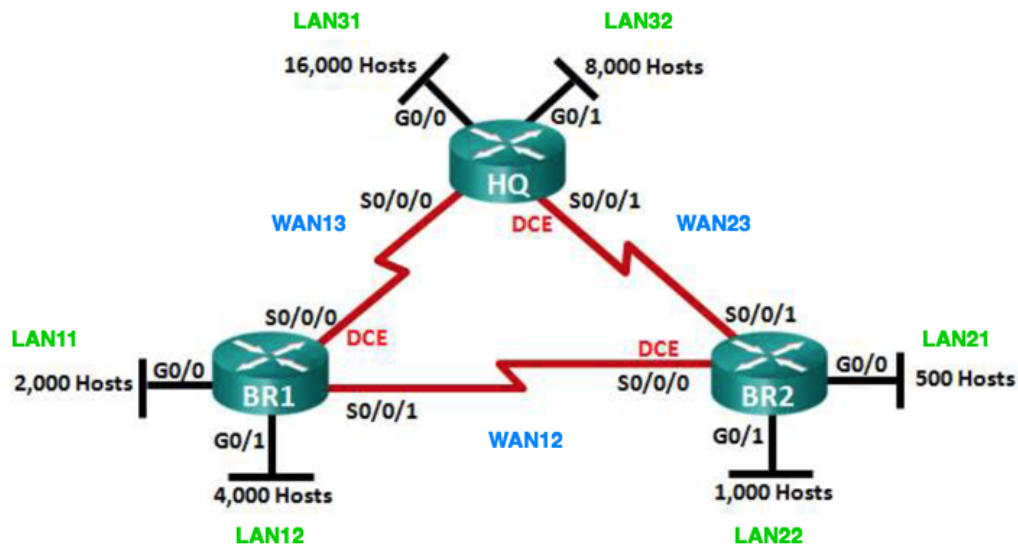 LAN31
LAN32
16,000 Hosts
8,000 Hosts
G0/0
G0/1
HQ
S0/0/0
S0/0/1
WAN13
DCE
WAN23
S0/0/0
S0/0/1
LAN11
DCE
DCE
LAN21
2,000 Hosts
G0/0
BR1
S0/0/1
S0/0/0
BR2
G0/0
500 Hosts
G0/1
WAN12
G0/1
4,000 Hosts
1,000 Hosts
LAN12
LAN22